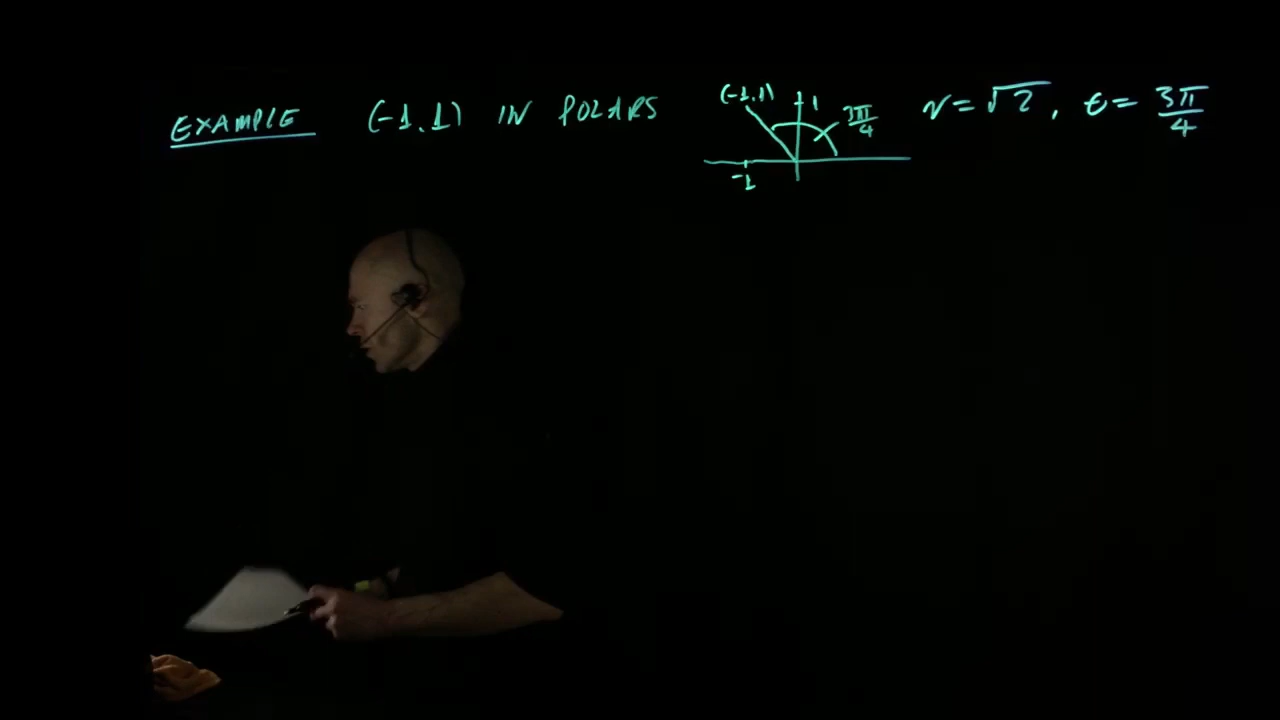 EXAMPLE (-1,1) IN POLARS (-1,1) 1 3π/4 -1 r=√2, θ= 3π/4